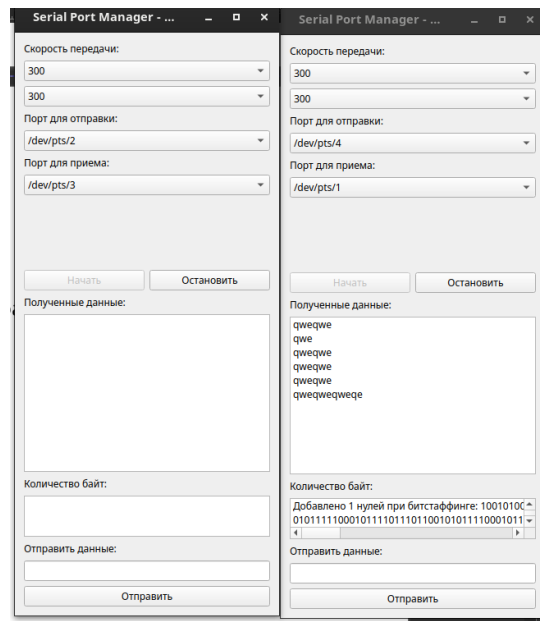 Serial Port Manager - ...
Скорость передачи:
300
300
Порт для отправки:
/dev/pts/2
Порт для приема:
/dev/pts/3
Начать
Остановить
Полученные данные:
Количество байт:
Отправить данные:
Отправить
Serial Port Manager - ...
Скорость передачи:
300
300
Порт для отправки:
/dev/pts/4
Порт для приема:
/dev/pts/1
Начать
Остановить
Полученные данные:
qweqwe
qwe
qweqwe
qweqwe
qweqwe
qweqweqweqe
Количество байт:
Добавлено 1 нулей при битстаффинге: 1001010
Отправить данные:
Отправить